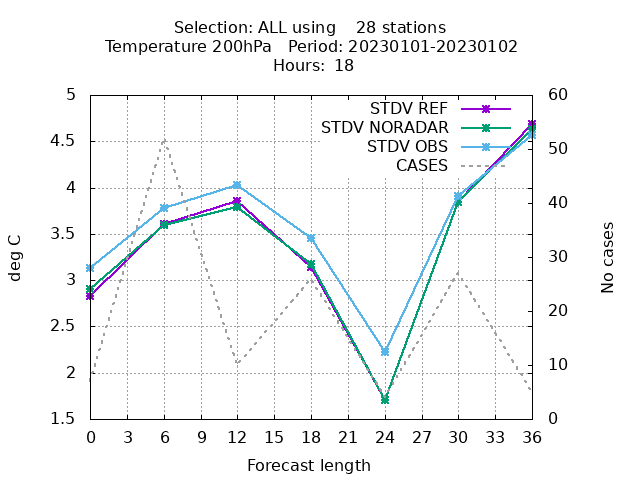 Selection: ALL using    28 stations
Temperature 200hPa   Period: 20230101-20230102
Hours:  18
STDV REF
STDV NORADAR
STDV OBS
CASES
deg C
5
4.5
4
3.5
3
2.5
2
1.5
60
50
40
30
20
10
0
No cases
0 3 6 9 12 15 18 21 24 27 30 33 36
Forecast length